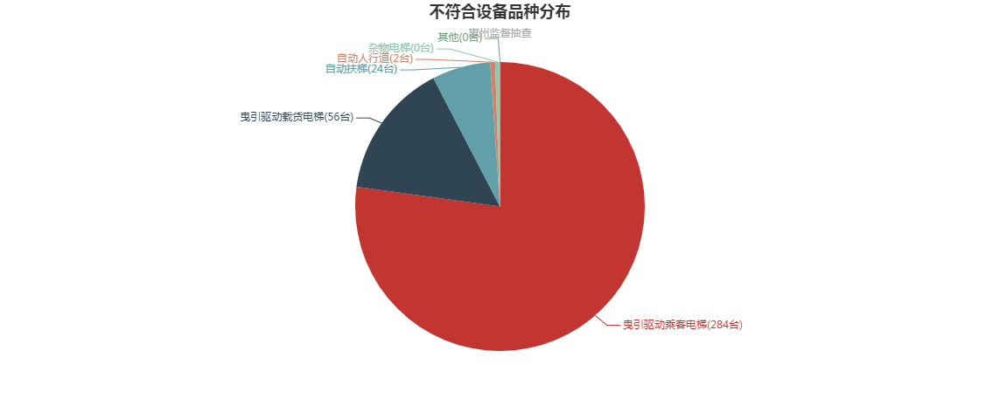 不符合设备品种分布
惠州监督抽查
其他(0台)
杂物电梯(0台)
自动人行道(2台)
自动扶梯(24台)
曳引驱动载货电梯(56台)
曳引驱动乘客电梯(284台)